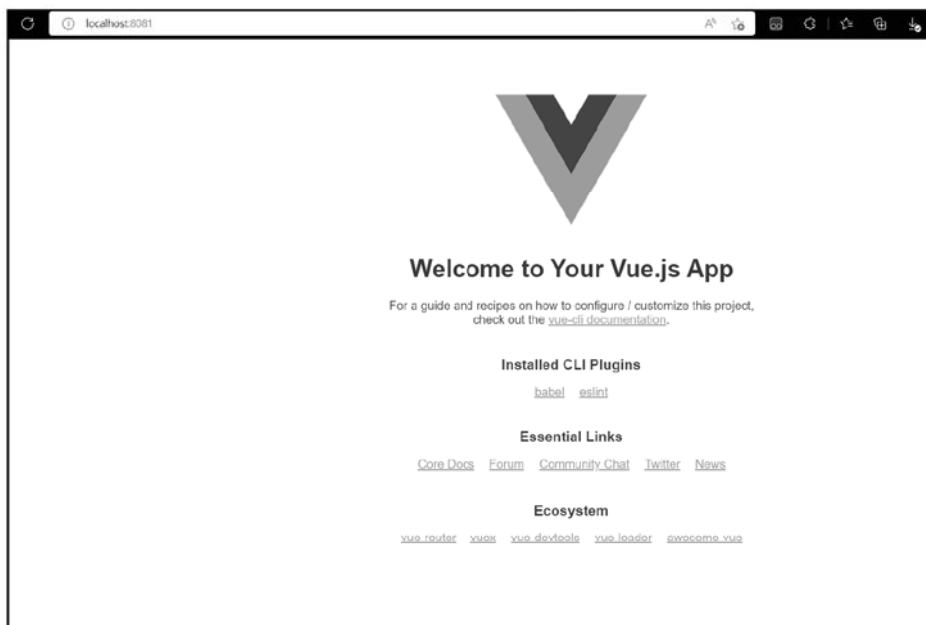 localhost:8081
Welcome to Your Vue.js App
For a guide and recipes on how to configure / customize this project,
check out the vue-cli documentation.
Installed CLI Plugins
babel eslint
Essential Links
Core Docs Forum Community Chat Twitter News
Ecosystem
vue-router vuex vue-devtools vue-loader awesome-vue